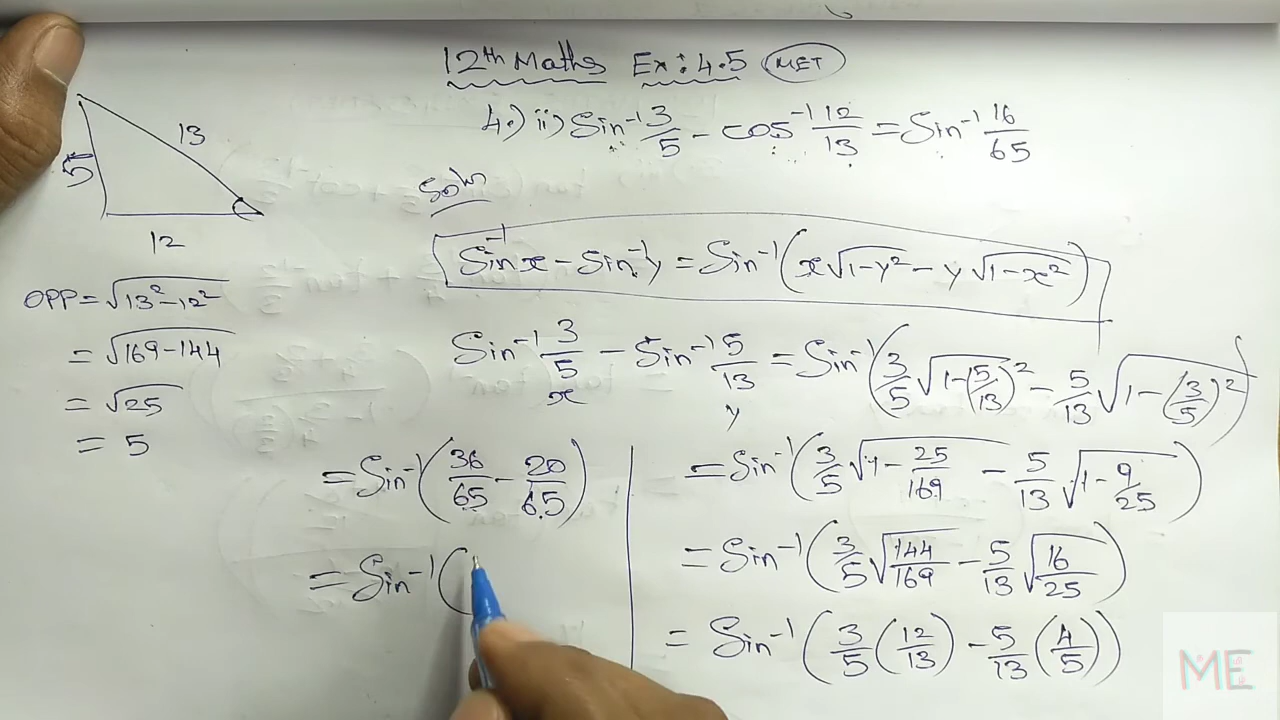 12th Maths Ex: 4.5 MET
4.) ii) Sin⁻¹ 3/5 - cos⁻¹ 12/13 = Sin⁻¹ 16/65
Soln
Sin⁻¹x - Sin⁻¹y = Sin⁻¹(x√1-y² - y√1-x²)
Sin⁻¹ 3/5 - Sin⁻¹ 5/13 = Sin⁻¹(3/5 √1-(5/13)² - 5/13 √1-(3/5)²)
x y
= Sin⁻¹(3/5 √1-25/169 - 5/13 √1-9/25)
= Sin⁻¹(3/5 √144/169 - 5/13 √16/25)
= Sin⁻¹(3/5 (12/13) - 5/13 (4/5))
= Sin⁻¹(36/65 - 20/65)
= Sin⁻¹(
13
5
12
OPP = √13²-12²
= √169-144
= √25
= 5
ME